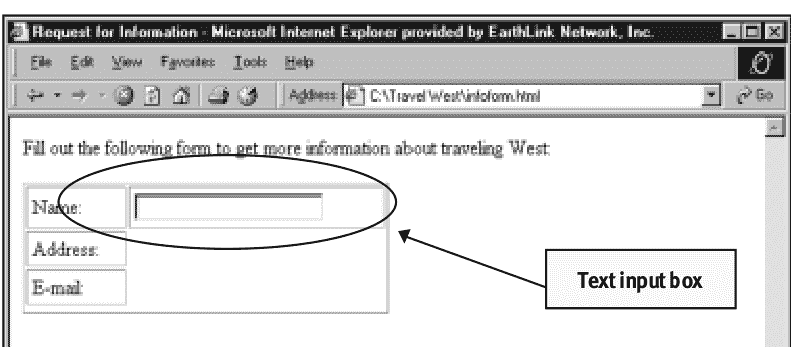 Request for Information - Microsoft Internet Explorer provided by EarthLink Network, Inc.
File Edit View Favorites Tools Help
Address C:\Travel West\infoform.html Go
Fill out the following form to get more information about traveling West:
Name:
Address:
E-mail:
Text input box